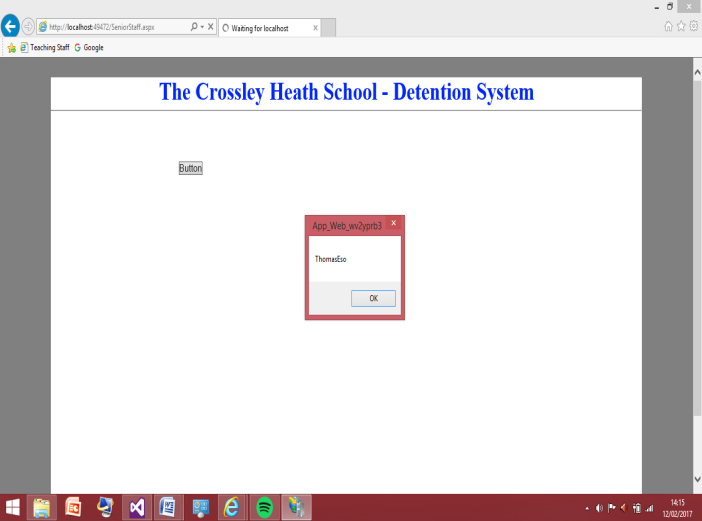 http://localhost:49472/SeniorStaff.aspx
Waiting for localhost
Teaching Staff
Google
The Crossley Heath School - Detention System
Button
App_Web_wv2yprb3
ThomasEso
OK
14:15
12/02/2017